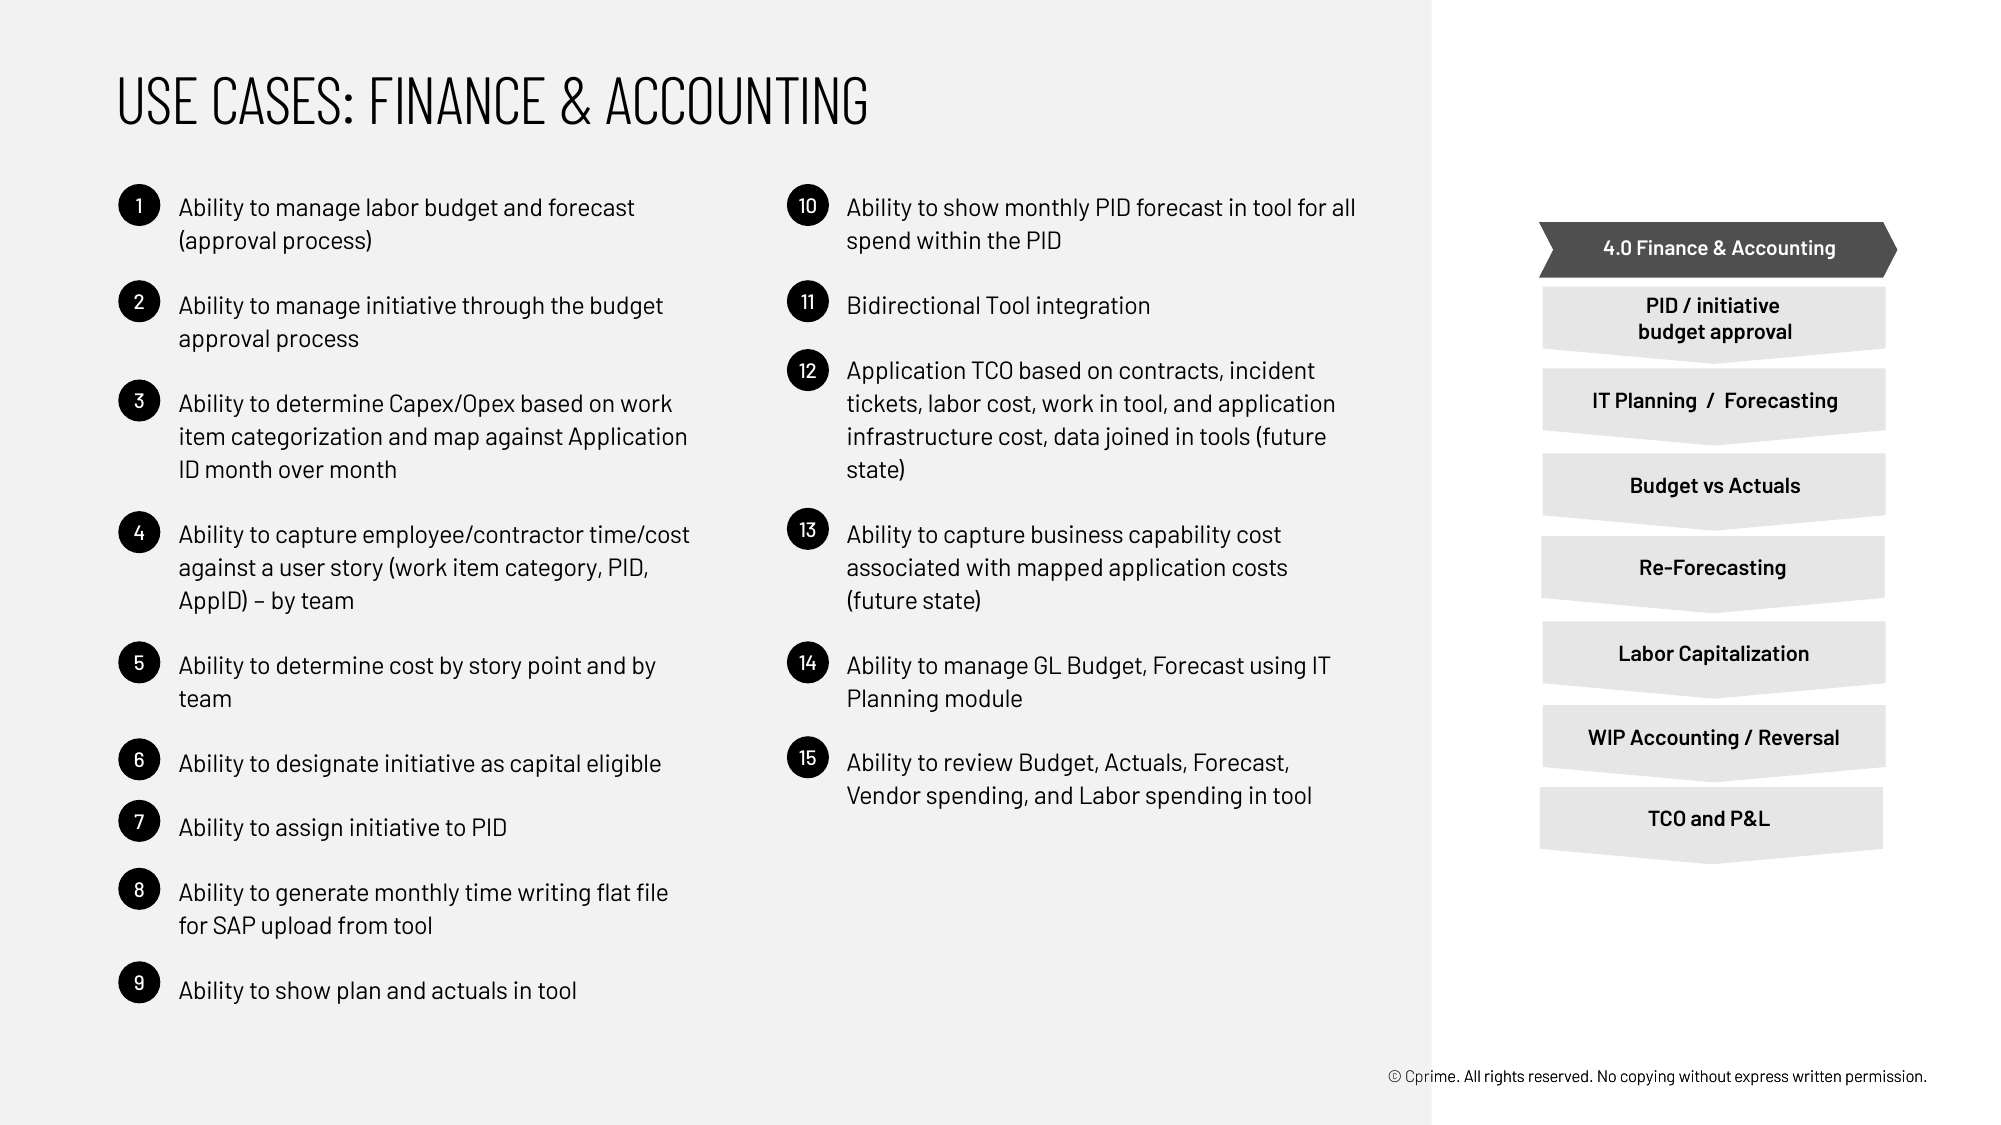 USE CASES: FINANCE & ACCOUNTING
1 Ability to manage labor budget and forecast
(approval process)
2 Ability to manage initiative through the budget
approval process
3 Ability to determine Capex/Opex based on work
item categorization and map against Application
ID month over month
4 Ability to capture employee/contractor time/cost
against a user story (work item category, PID,
AppID) – by team
5 Ability to determine cost by story point and by
team
6 Ability to designate initiative as capital eligible
7 Ability to assign initiative to PID
8 Ability to generate monthly time writing flat file
for SAP upload from tool
9 Ability to show plan and actuals in tool
10 Ability to show monthly PID forecast in tool for all
spend within the PID
11 Bidirectional Tool integration
12 Application TCO based on contracts, incident
tickets, labor cost, work in tool, and application
infrastructure cost, data joined in tools (future
state)
13 Ability to capture business capability cost
associated with mapped application costs
(future state)
14 Ability to manage GL Budget, Forecast using IT
Planning module
15 Ability to review Budget, Actuals, Forecast,
Vendor spending, and Labor spending in tool
4.0 Finance & Accounting
PID / initiative
budget approval
IT Planning / Forecasting
Budget vs Actuals
Re-Forecasting
Labor Capitalization
WIP Accounting / Reversal
TCO and P&L
© Cprime. All rights reserved. No copying without express written permission.